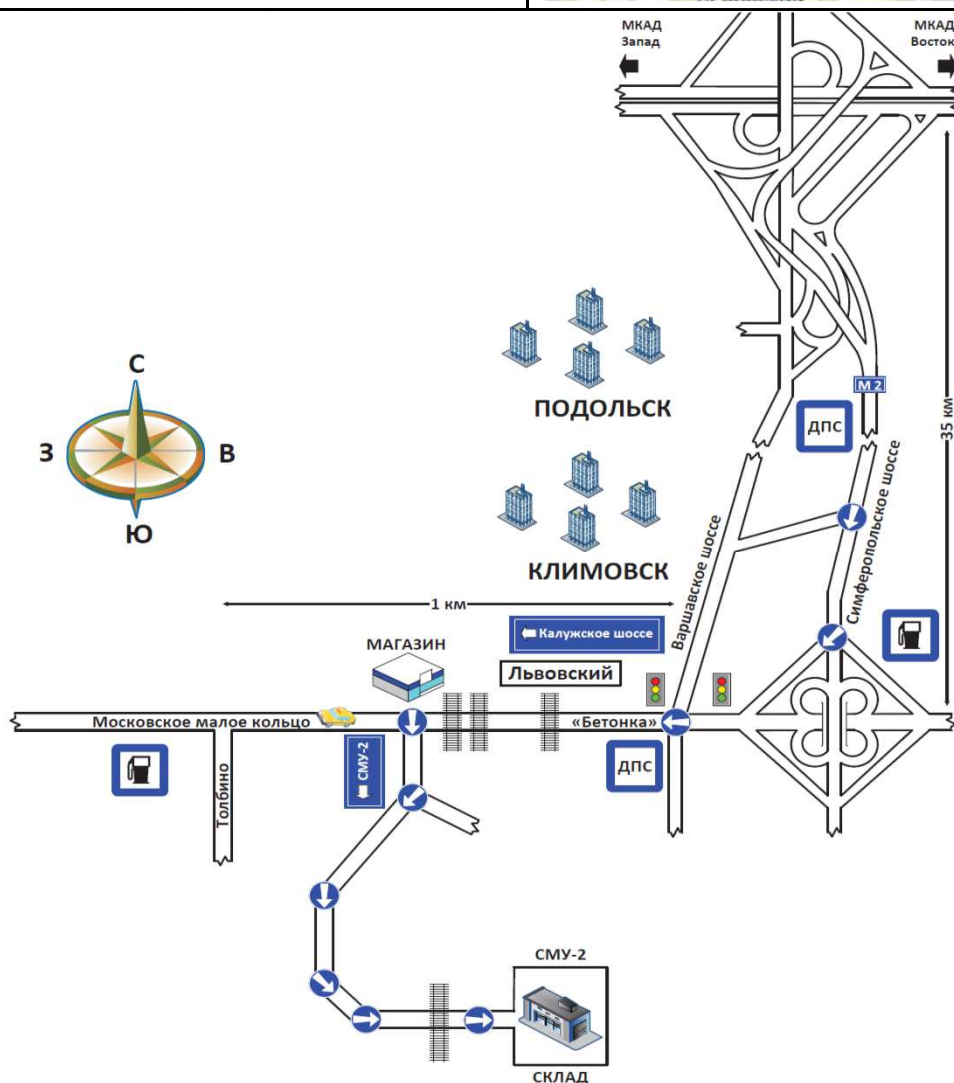 МКАД
Запад
МКАД
Восток
М 2
ДПС
35 км
Симферопольское шоссе
Варшавское шоссе
ПОДОЛЬСК
КЛИМОВСК
С
З
В
Ю
1 км
Калужское шоссе
МАГАЗИН
Львовский
Московское малое кольцо
«Бетонка»
ДПС
СМУ-2
Толбино
СМУ-2
СКЛАД